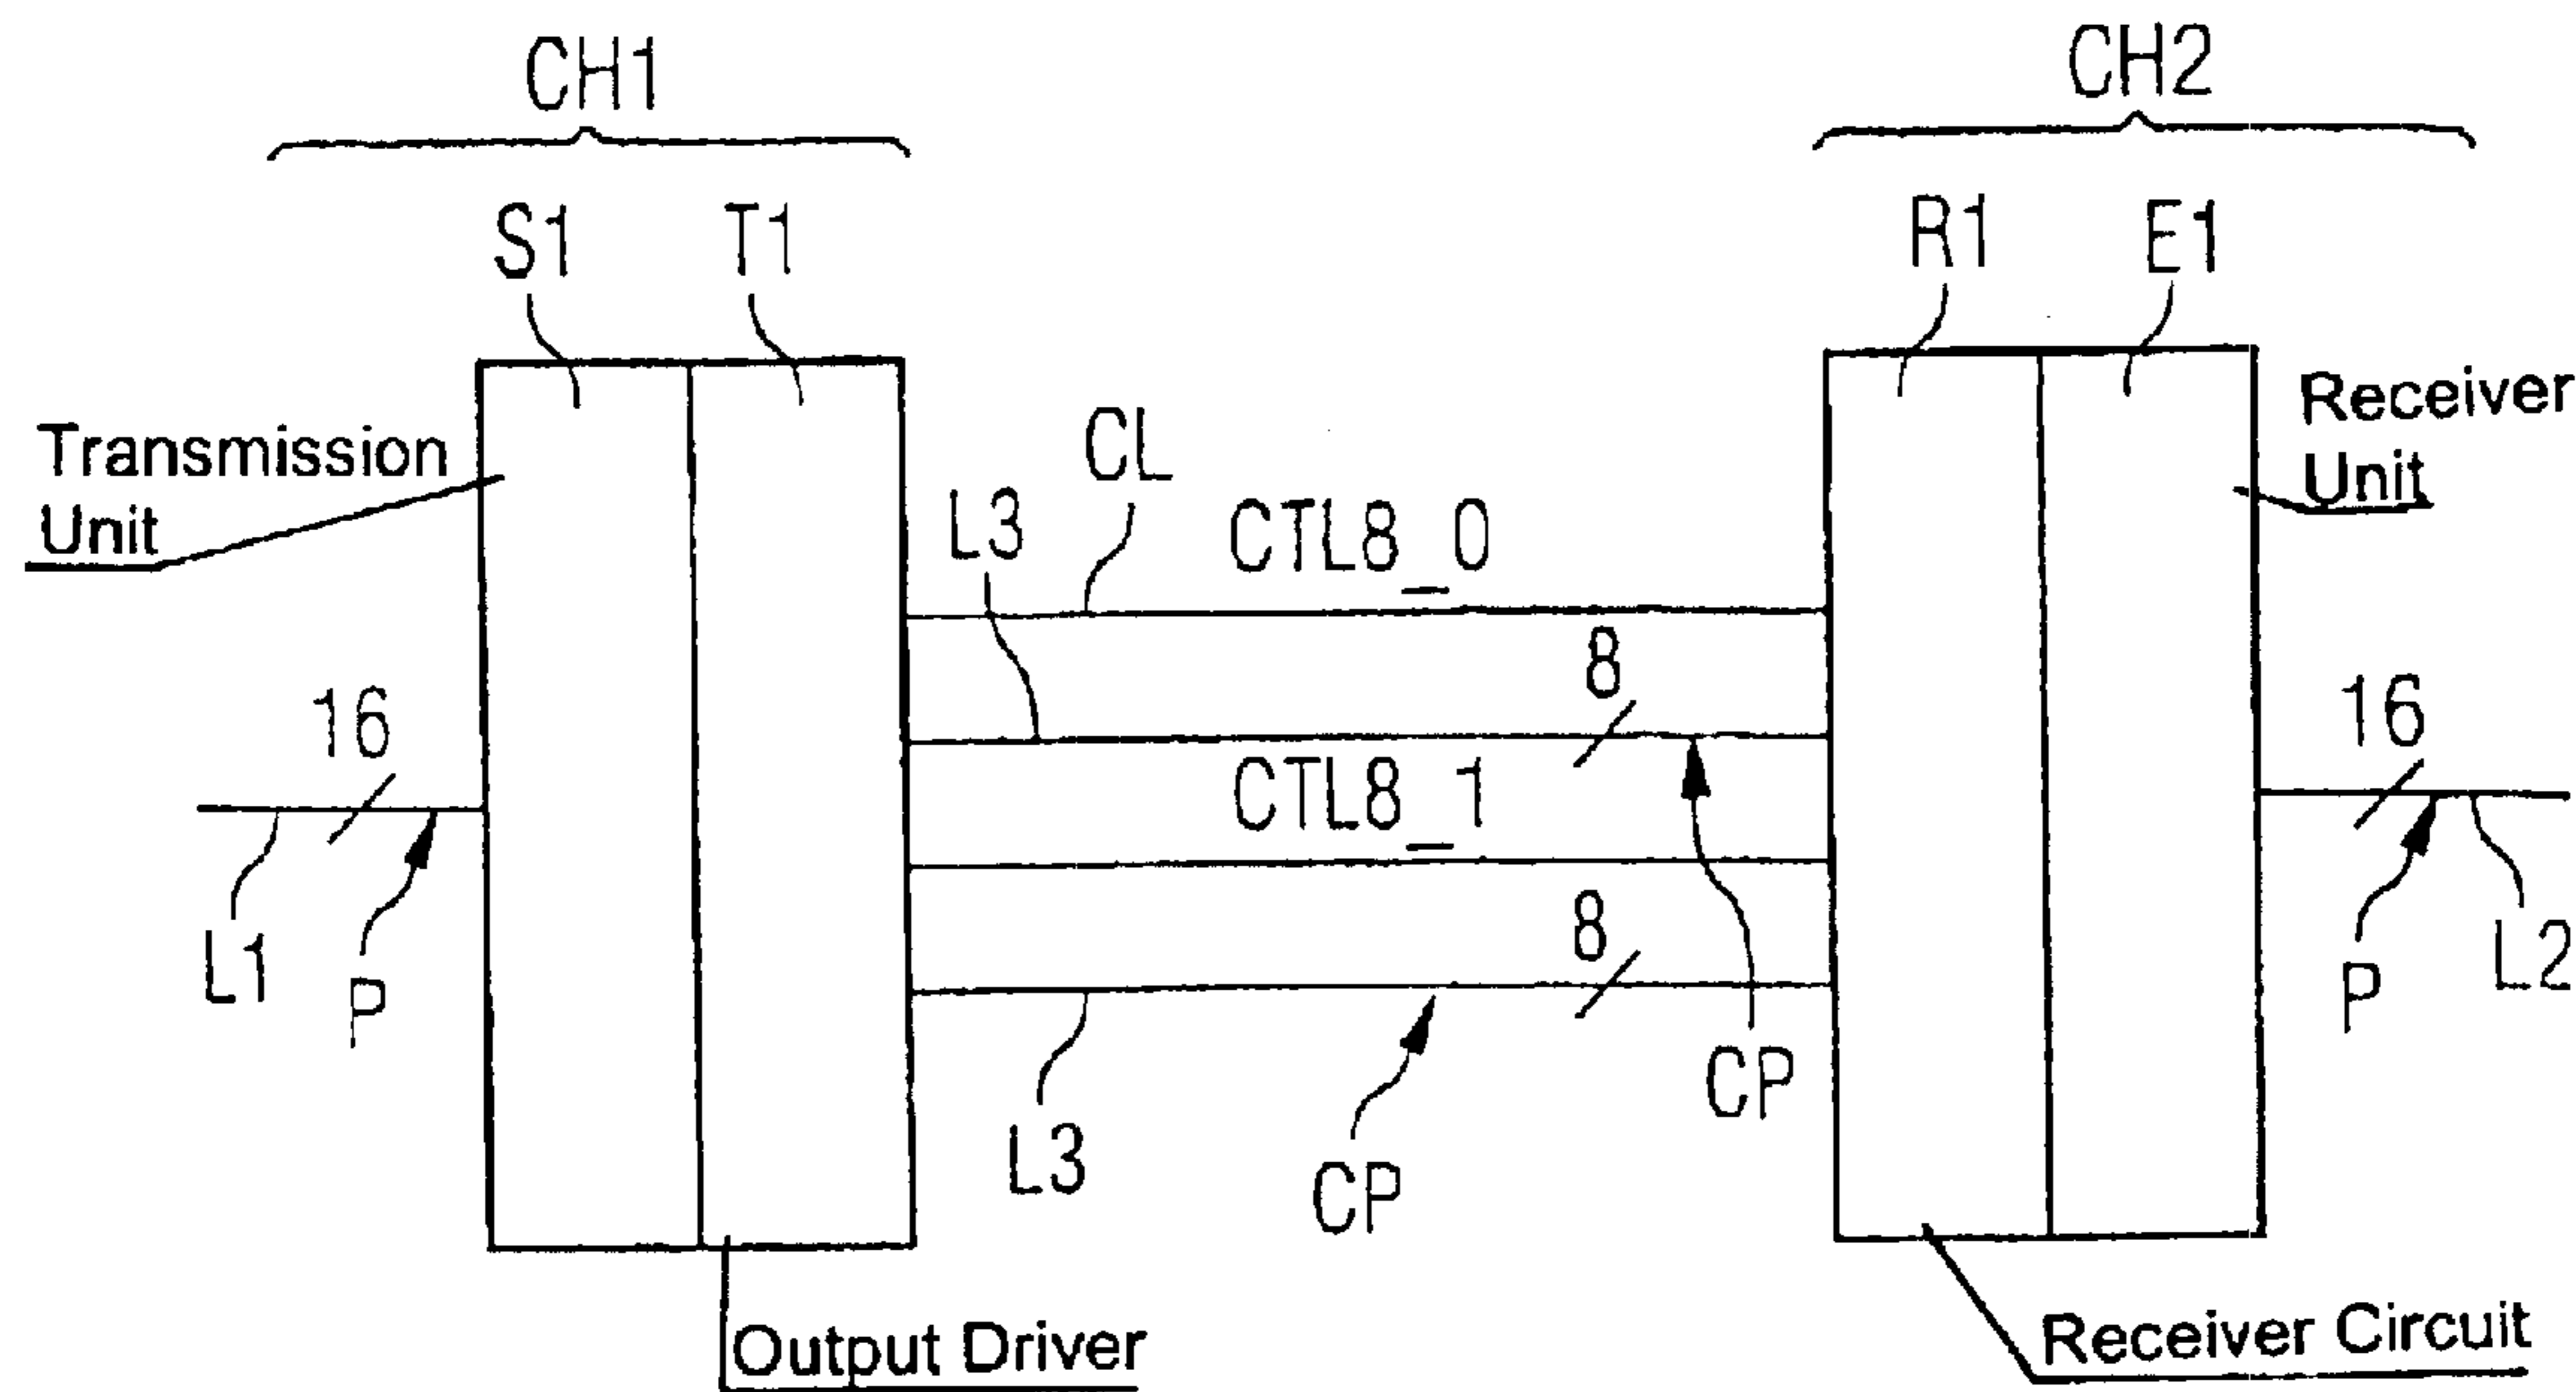 CH1
CH2
S1
T1
R1
E1
Transmission
Unit
Receiver
Unit
CL
L3
CTL8_0
8
16
16
CTL8_1
8
L1
P
P
L2
L3
CP
CP
Output Driver
Receiver Circuit